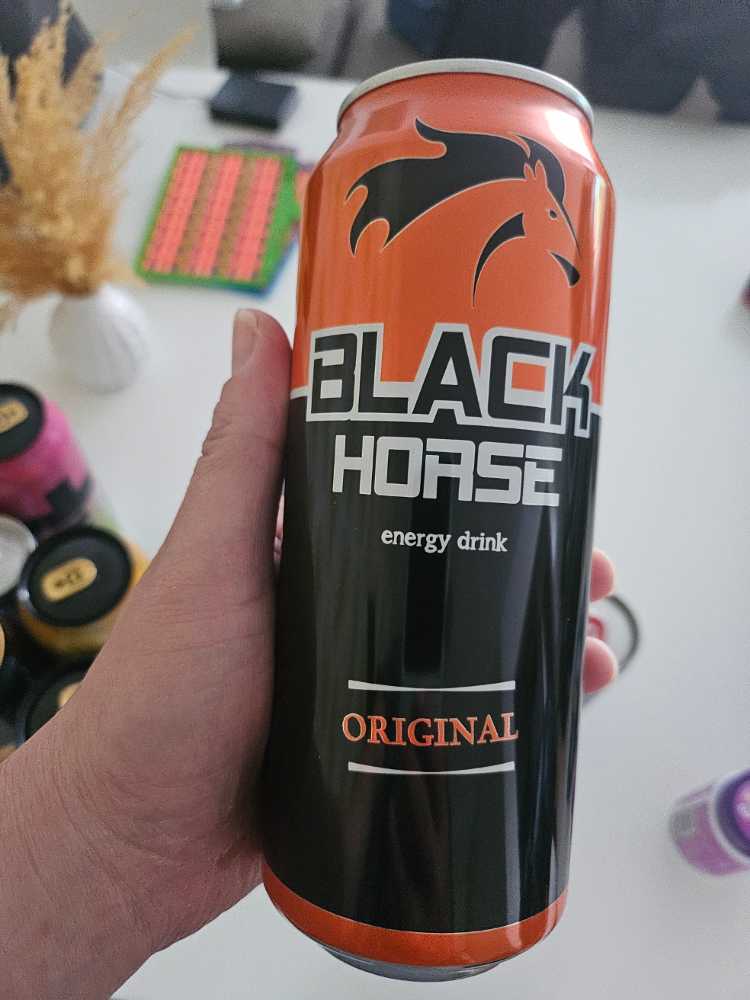 BLACK
HORSE
energy drink
ORIGINAL